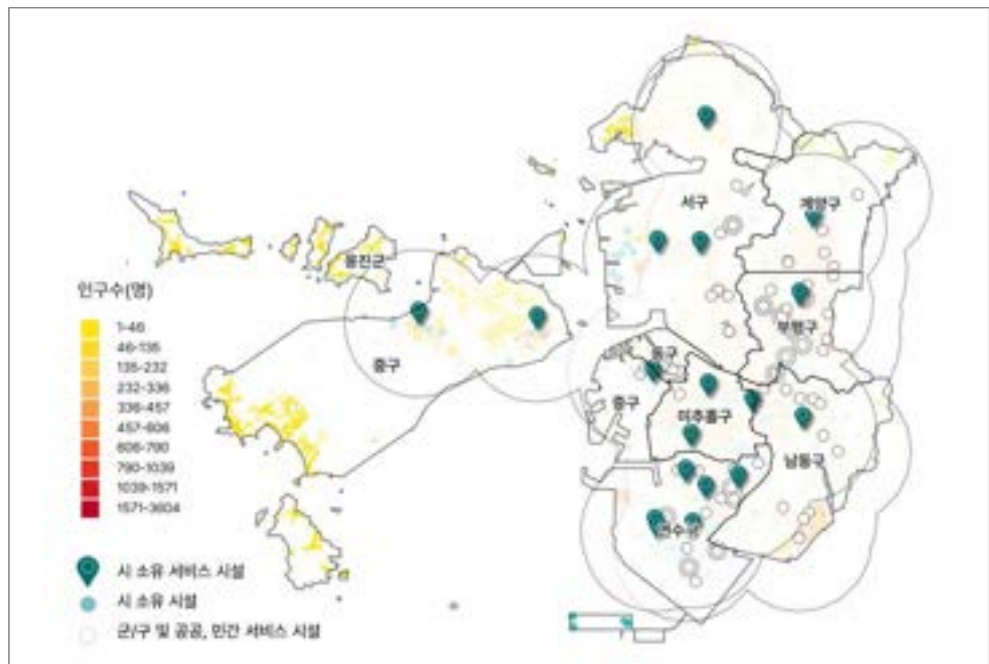 서구
계양구
옹진군
인구수(명)
1-46
46-135
135-232
232-336
336-457
457-606
606-790
790-1039
1039-1571
1571-3604
부평구
중구
동구
중구
미추홀구
남동구
연수구
시 소유 서비스 시설
시 소유 시설
군/구 및 공공, 민간 서비스 시설